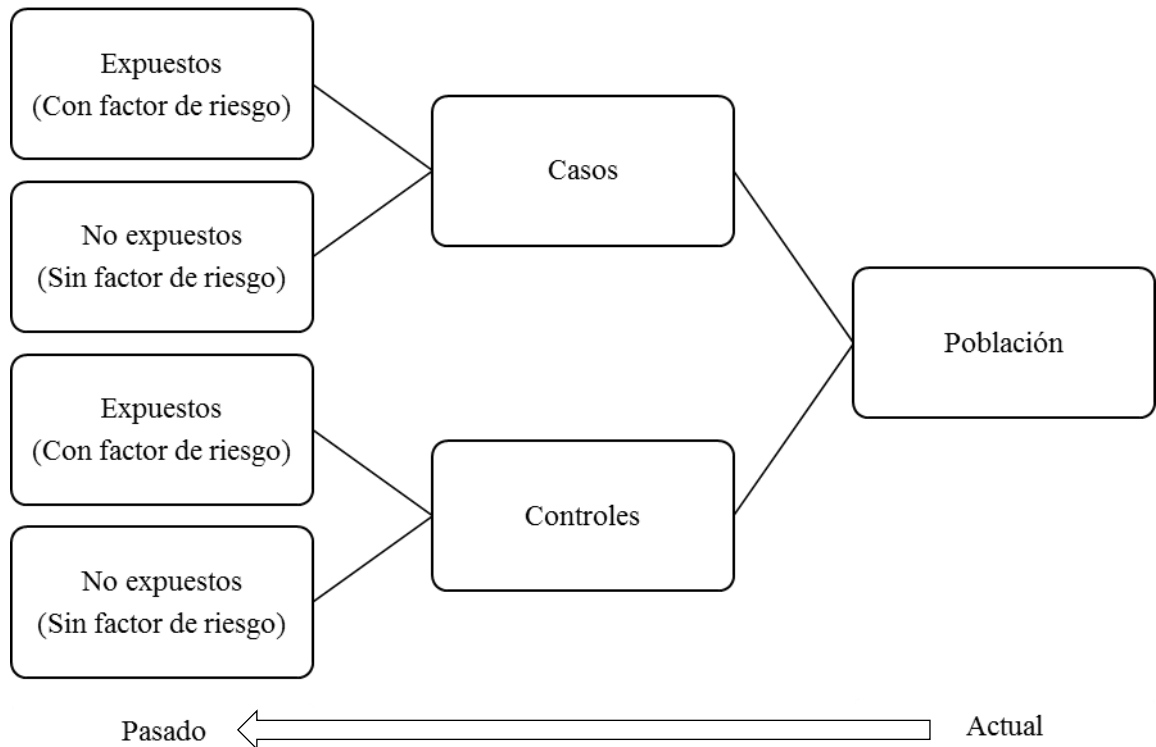 Expuestos
(Con factor de riesgo)
No expuestos
(Sin factor de riesgo)
Expuestos
(Con factor de riesgo)
No expuestos
(Sin factor de riesgo)
Casos
Controles
Población
Pasado
Actual